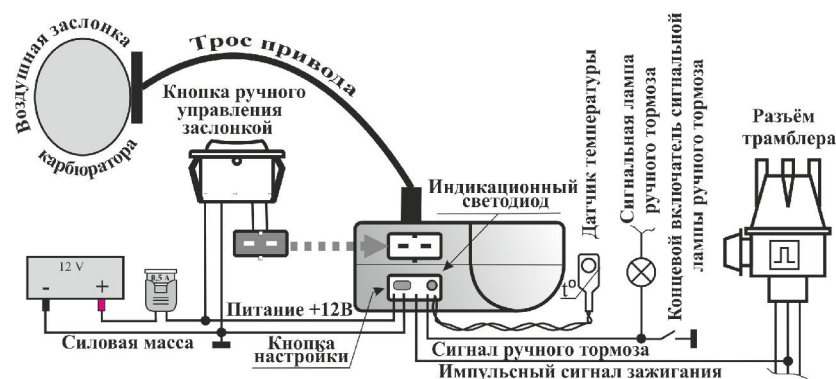 Воздушная заслонка
карбюратора
Трос привода
Кнопка ручного
управления
заслонкой
Индикационный
светодиод
Датчик температуры
Сигнальная лампа
ручного тормоза
Концевой включатель сигнальной
лампы ручного тормоза
Разъём
трамблера
12 V
- +
0,5 А
t°
Питание +12В
Силовая масса
Кнопка
настройки
Сигнал ручного тормоза
Импульсный сигнал зажигания